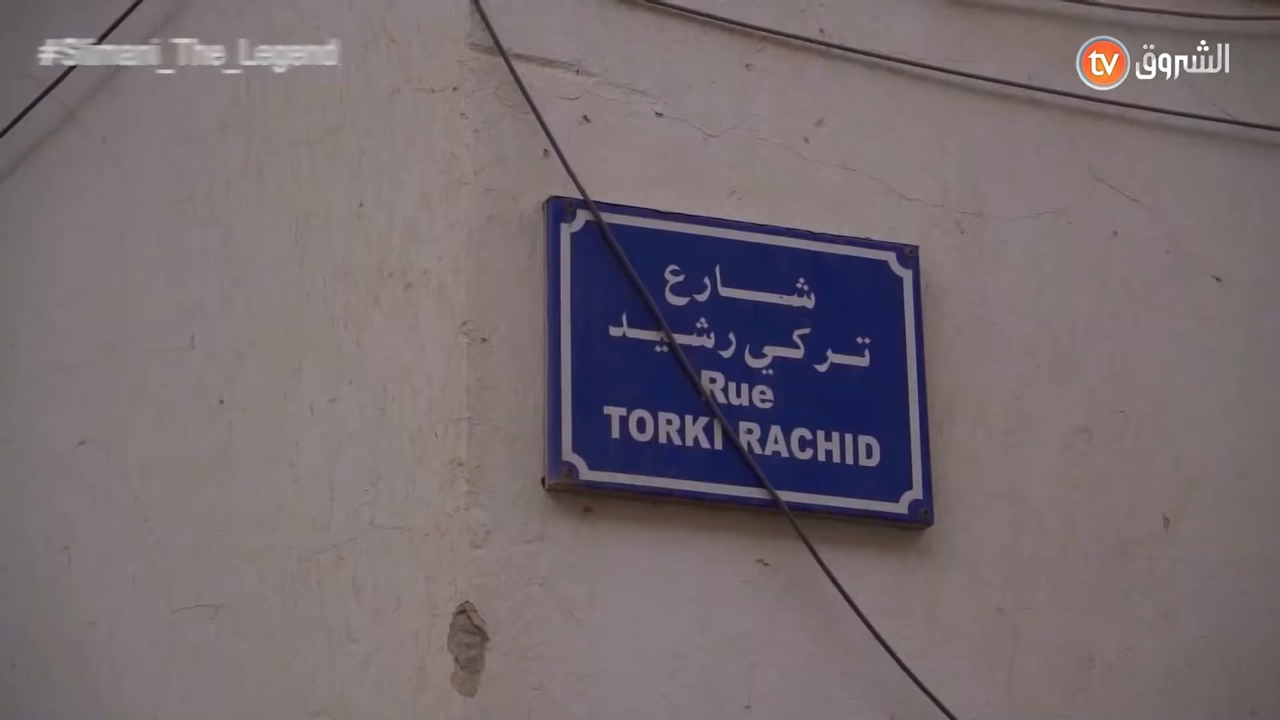 #Slimani_The_Legend
tv الشروق
شارع
تركي رشيد
Rue
TORKI RACHID